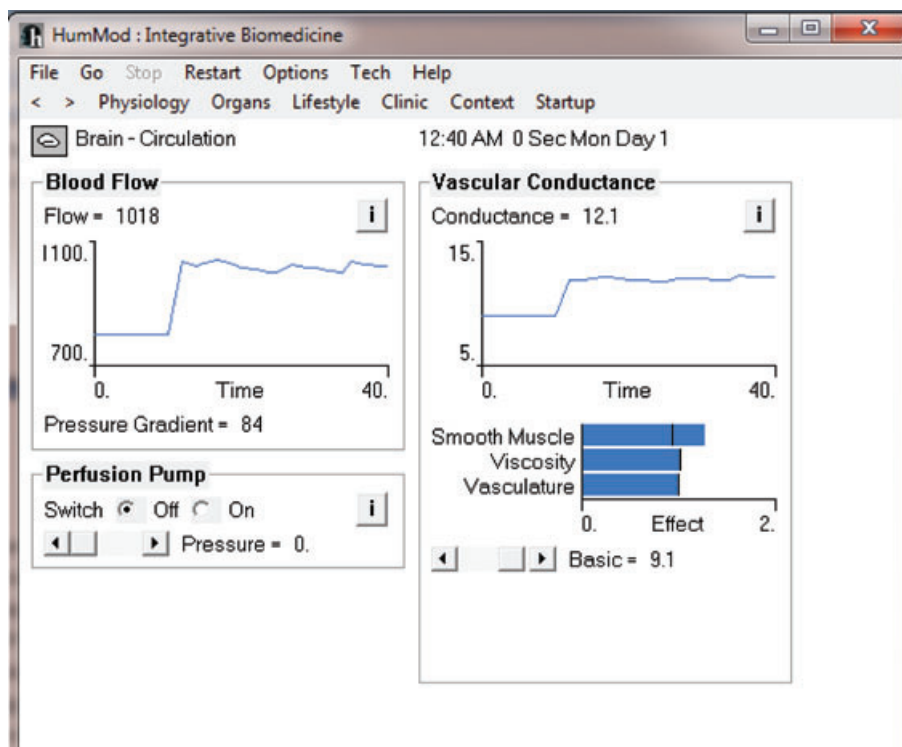 HumMod : Integrative Biomedicine
File Go Stop Restart Options Tech Help
< > Physiology Organs Lifestyle Clinic Context Startup
Brain - Circulation 12:40 AM 0 Sec Mon Day 1
Blood Flow
Flow = 1018 i
1100.
700.
0. Time 40.
Pressure Gradient = 84
Perfusion Pump
Switch Off On i
Pressure = 0.
Vascular Conductance
Conductance = 12.1 i
15.
5.
0. Time 40.
Smooth Muscle
Viscosity
Vasculature
0. Effect 2.
Basic = 9.1